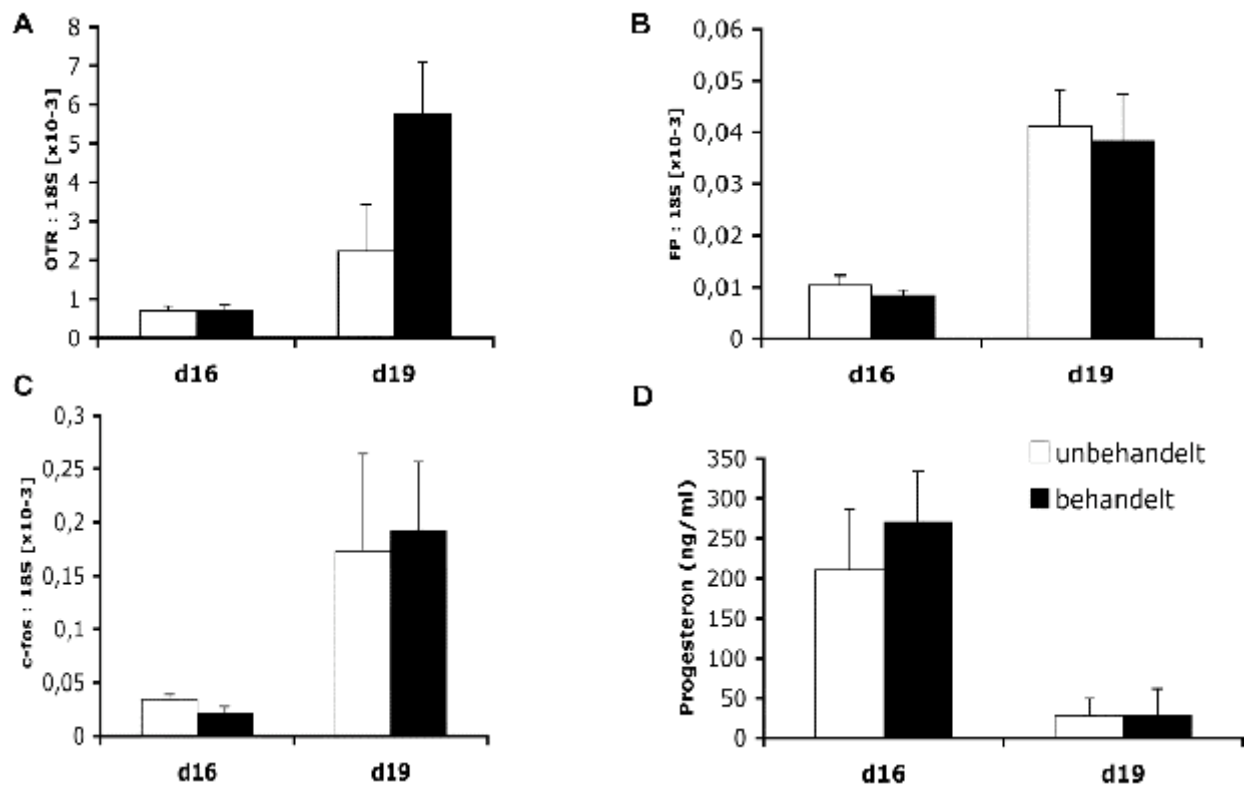 A
8
7
6
5
4
3
2
1
0
OTR : 18S [x10-3]
d16 d19
B
0,06
0,05
0,04
0,03
0,02
0,01
0
FP : 18S [x10-3]
d16 d19
C
0,3
0,25
0,2
0,15
0,1
0,05
0
c-fos : 18S [x10-3]
d16 d19
D
unbehandelt
behandelt
350
300
250
200
150
100
50
0
Progesteron (ng/ml)
d16 d19